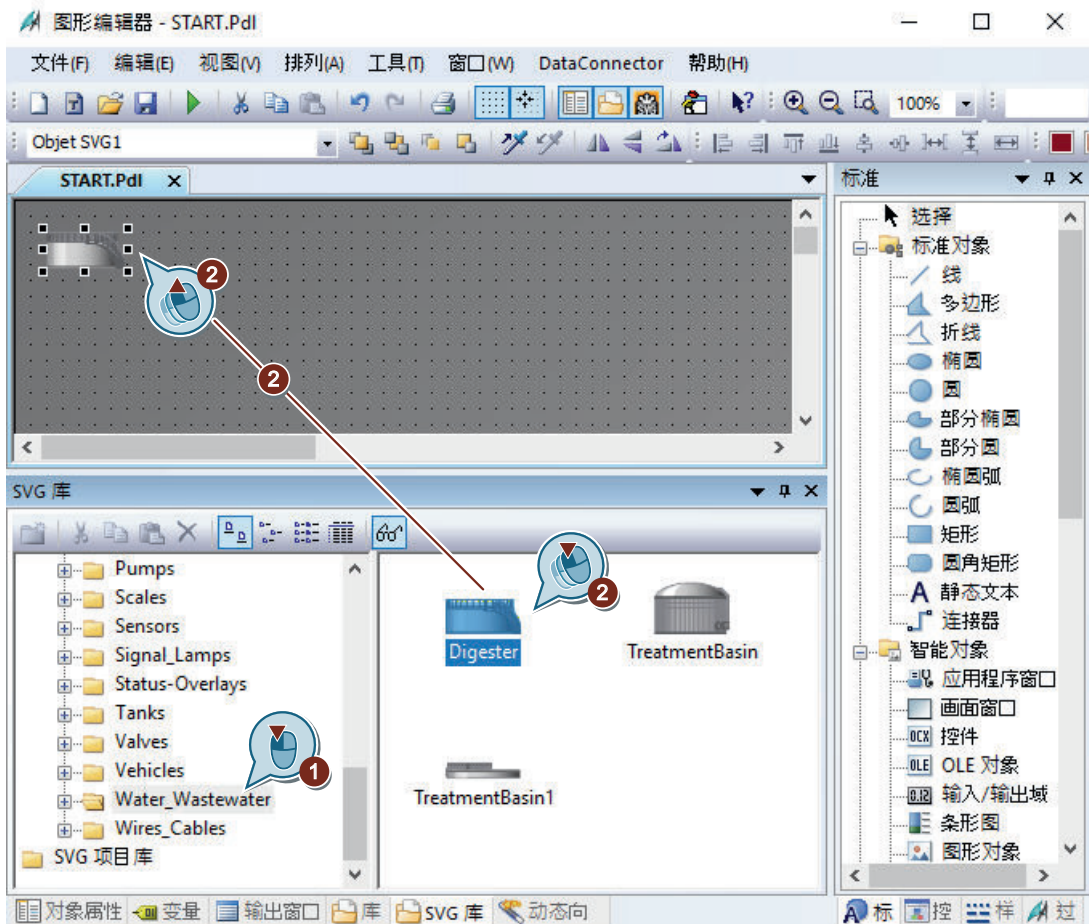 图形编辑器 - START.Pdl
文件(F) 编辑(E) 视图(V) 排列(A) 工具(T) 窗口(W) DataConnector 帮助(H)
100%
Objet SVG1
START.Pdl
标准
选择
标准对象
线
多边形
折线
椭圆
圆
部分椭圆
部分圆
椭圆弧
圆弧
矩形
圆角矩形
A 静态文本
连接器
智能对象
应用程序窗口
画面窗口
OCX 控件
OLE OLE 对象
0.12 输入/输出域
条形图
图形对象
2
2
SVG 库
Pumps
Scales
Sensors
Signal_Lamps
Status-Overlays
Tanks
Valves
Vehicles
Water_Wastewater
Wires_Cables
SVG 项目库
1
2
Digester
TreatmentBasin
TreatmentBasin1
对象属性 变量 输出窗口 库 SVG 库 动态向
标 控 样 过